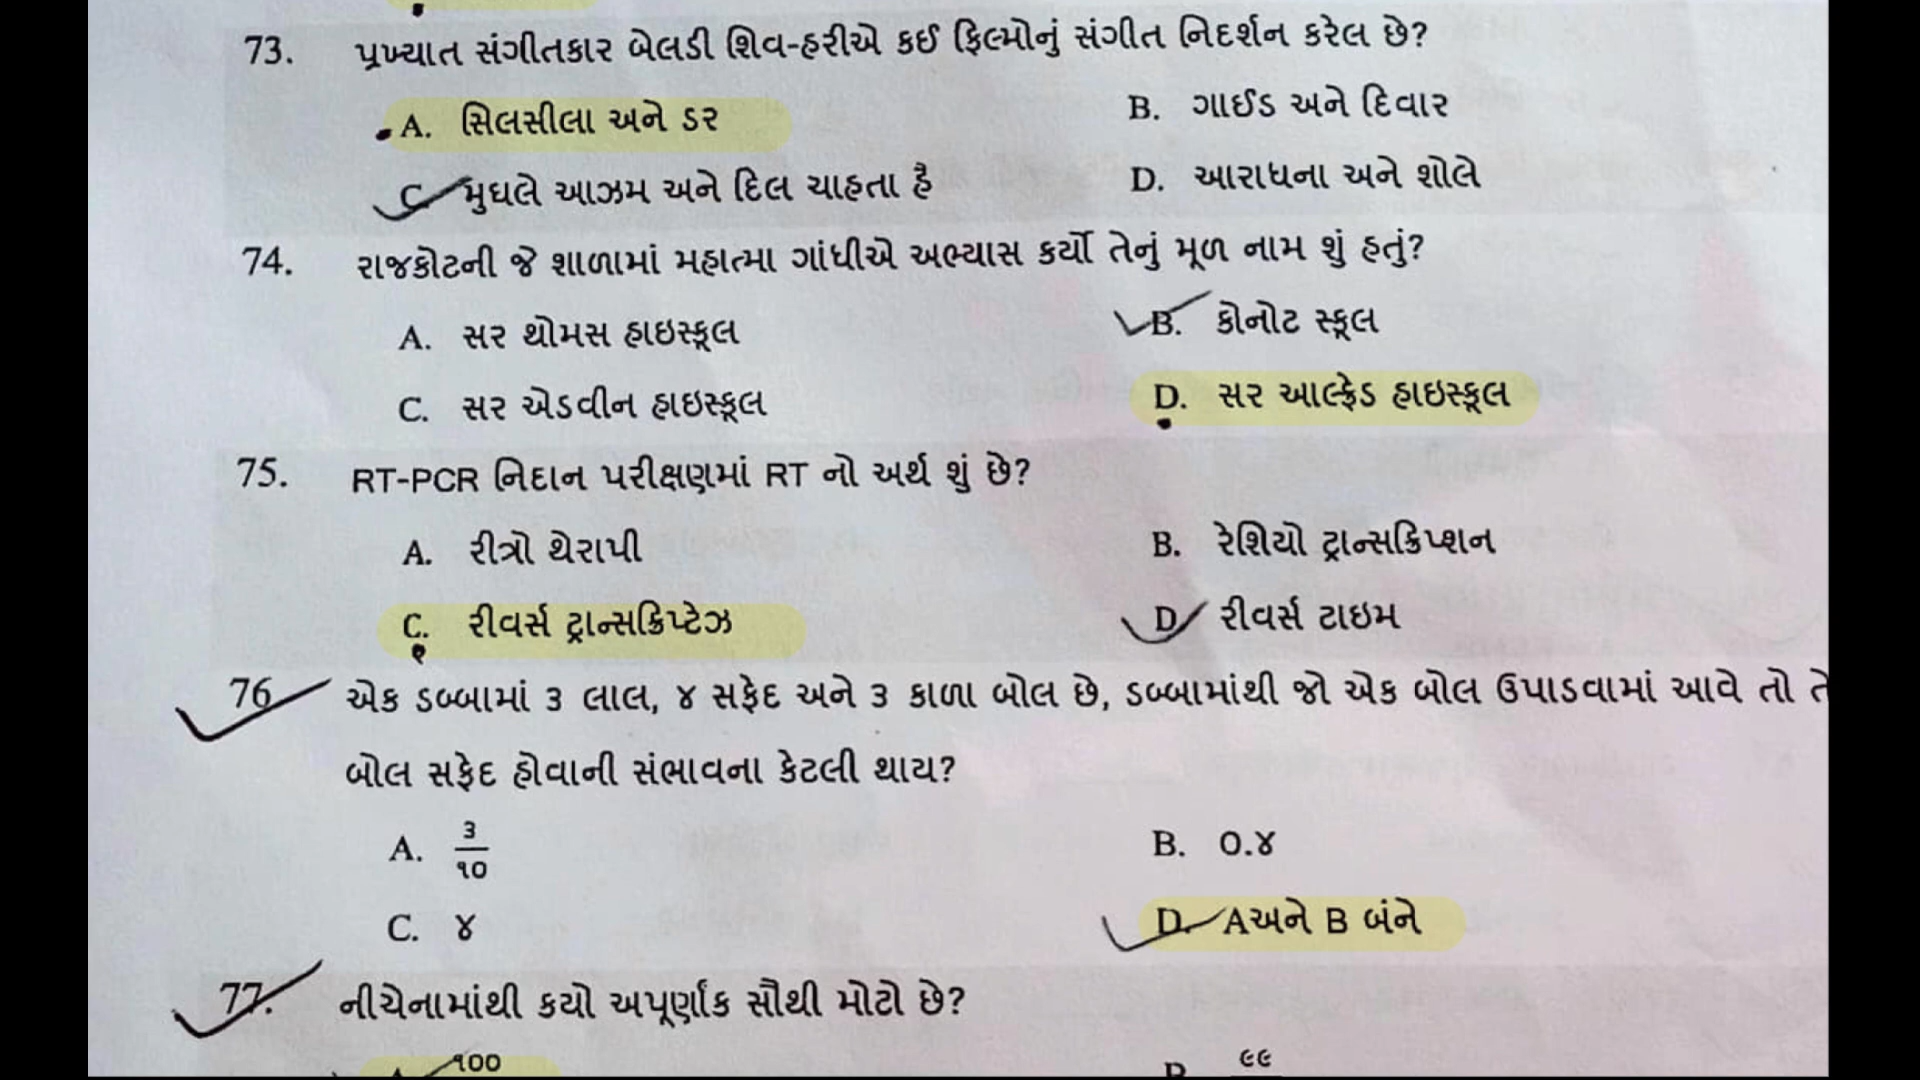 73. પ્રખ્યાત સંગીતકાર બેલડી શિવ-હરીએ કઈ ફિલ્મોનું સંગીત નિદર્શન કરેલ છે?
A. સિલસીલા અને ડર B. ગાઈડ અને દિવાર
C મુઘલે આઝમ અને દિલ ચાહતા હૈ D. આરાધના અને શોલે
74. રાજકોટની જે શાળામાં મહાત્મા ગાંધીએ અભ્યાસ કર્યો તેનું મૂળ નામ શું હતું?
A. સર થોમસ હાઇસ્કૂલ B. કોનોટ સ્કૂલ
C. સર એડવીન હાઇસ્કૂલ D. સર આલ્ફ્રેડ હાઇસ્કૂલ
75. RT-PCR નિદાન પરીક્ષણમાં RT નો અર્થ શું છે?
A. રીત્રો થેરાપી B. રેશિયો ટ્રાન્સક્રિપ્શન
C. રીવર્સ ટ્રાન્સક્રિપ્ટેઝ D રીવર્સ ટાઇમ
76 એક ડબ્બામાં ૩ લાલ, ૪ સફેદ અને ૩ કાળા બોલ છે, ડબ્બામાંથી જો એક બોલ ઉપાડવામાં આવે તો તે
બોલ સફેદ હોવાની સંભાવના કેટલી થાય?
A. ૩/૧૦ B. ૦.૪
C. ૪ D. Aઅને B બંને
77. નીચેનામાંથી કયો અપૂર્ણાંક સૌથી મોટો છે?
૧૦૦ ૯૯